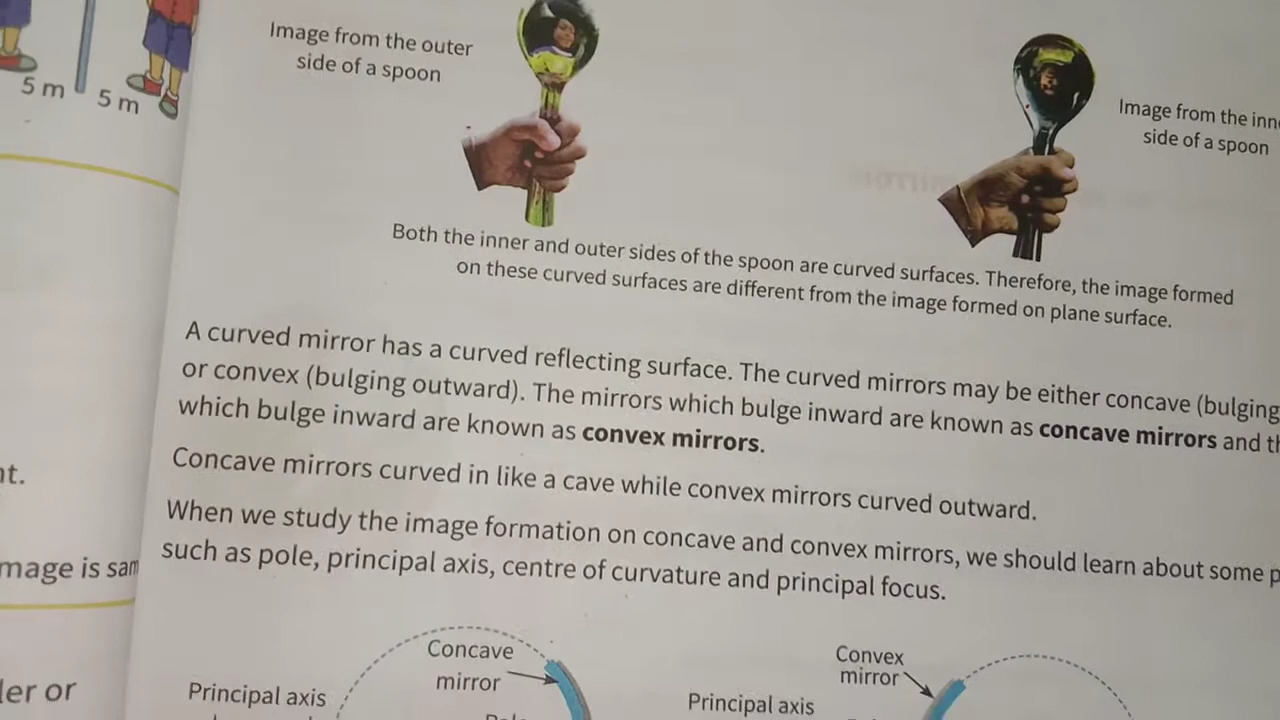 5 m
5 m
nt.
mage is sam
ler or
Image from the outer
side of a spoon
Image from the inn
side of a spoon
Both the inner and outer sides of the spoon are curved surfaces. Therefore, the image formed
on these curved surfaces are different from the image formed on plane surface.
A curved mirror has a curved reflecting surface. The curved mirrors may be either concave (bulging
or convex (bulging outward). The mirrors which bulge inward are known as concave mirrors and th
which bulge inward are known as convex mirrors.
Concave mirrors curved in like a cave while convex mirrors curved outward.
When we study the image formation on concave and convex mirrors, we should learn about some p
such as pole, principal axis, centre of curvature and principal focus.
Concave
mirror
Principal axis
Convex
mirror
Principal axis